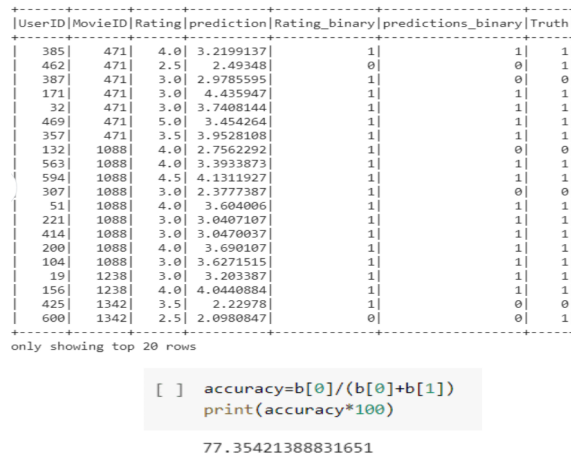 |UserID|MovieID|Rating|prediction|Rating_binary|predictions_binary|Truth
| 385| 471| 4.0| 3.2199137| 1| 1| 1
| 462| 471| 2.5| 2.49348| 0| 0| 1
| 387| 471| 3.0| 2.9785595| 1| 0| 0
| 171| 471| 3.0| 4.435947| 1| 1| 1
| 32| 471| 3.0| 3.7408144| 1| 1| 1
| 469| 471| 5.0| 3.454264| 1| 1| 1
| 357| 471| 3.5| 3.9528108| 1| 1| 1
| 132| 1088| 4.0| 2.7562292| 1| 0| 0
| 563| 1088| 4.0| 3.3933873| 1| 1| 1
| 594| 1088| 4.5| 4.1311927| 1| 1| 1
| 307| 1088| 3.0| 2.3777387| 1| 0| 0
| 51| 1088| 4.0| 3.604006| 1| 1| 1
| 221| 1088| 3.0| 3.0407107| 1| 1| 1
| 414| 1088| 3.0| 3.0470037| 1| 1| 1
| 200| 1088| 4.0| 3.690107| 1| 1| 1
| 104| 1088| 3.0| 3.6271515| 1| 1| 1
| 19| 1238| 3.0| 3.203387| 1| 1| 1
| 156| 1238| 4.0| 4.0440884| 1| 1| 1
| 425| 1342| 3.5| 2.22978| 1| 0| 0
| 600| 1342| 2.5| 2.0980847| 0| 0| 1
only showing top 20 rows
[ ] accuracy=b[0]/(b[0]+b[1])
print(accuracy*100)
77.35421388831651